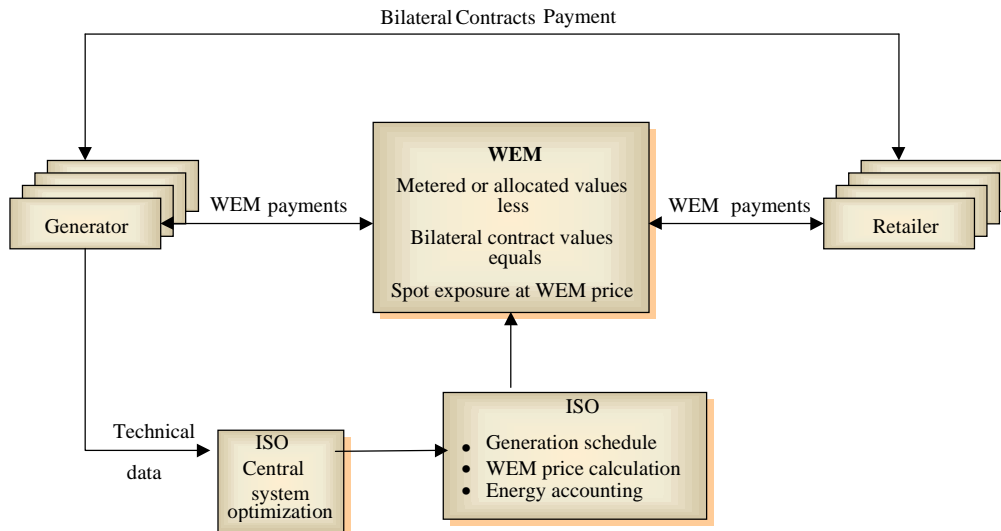 Bilateral Contracts Payment
WEM
Metered or allocated values
less
Bilateral contract values
equals
Spot exposure at WEM price
WEM payments
WEM payments
Generator
Retailer
Technical
data
ISO
Central
system
optimization
ISO
• Generation schedule
• WEM price calculation
• Energy accounting